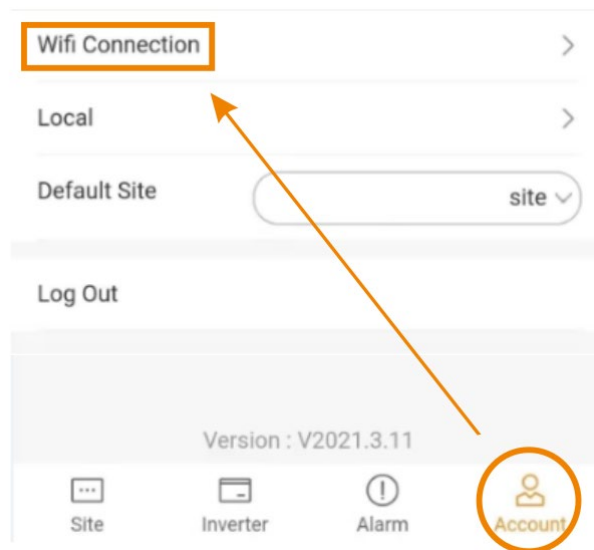 Wifi Connection
Local
Default Site site
Log Out
Version : V2021.3.11
Site Inverter Alarm Account